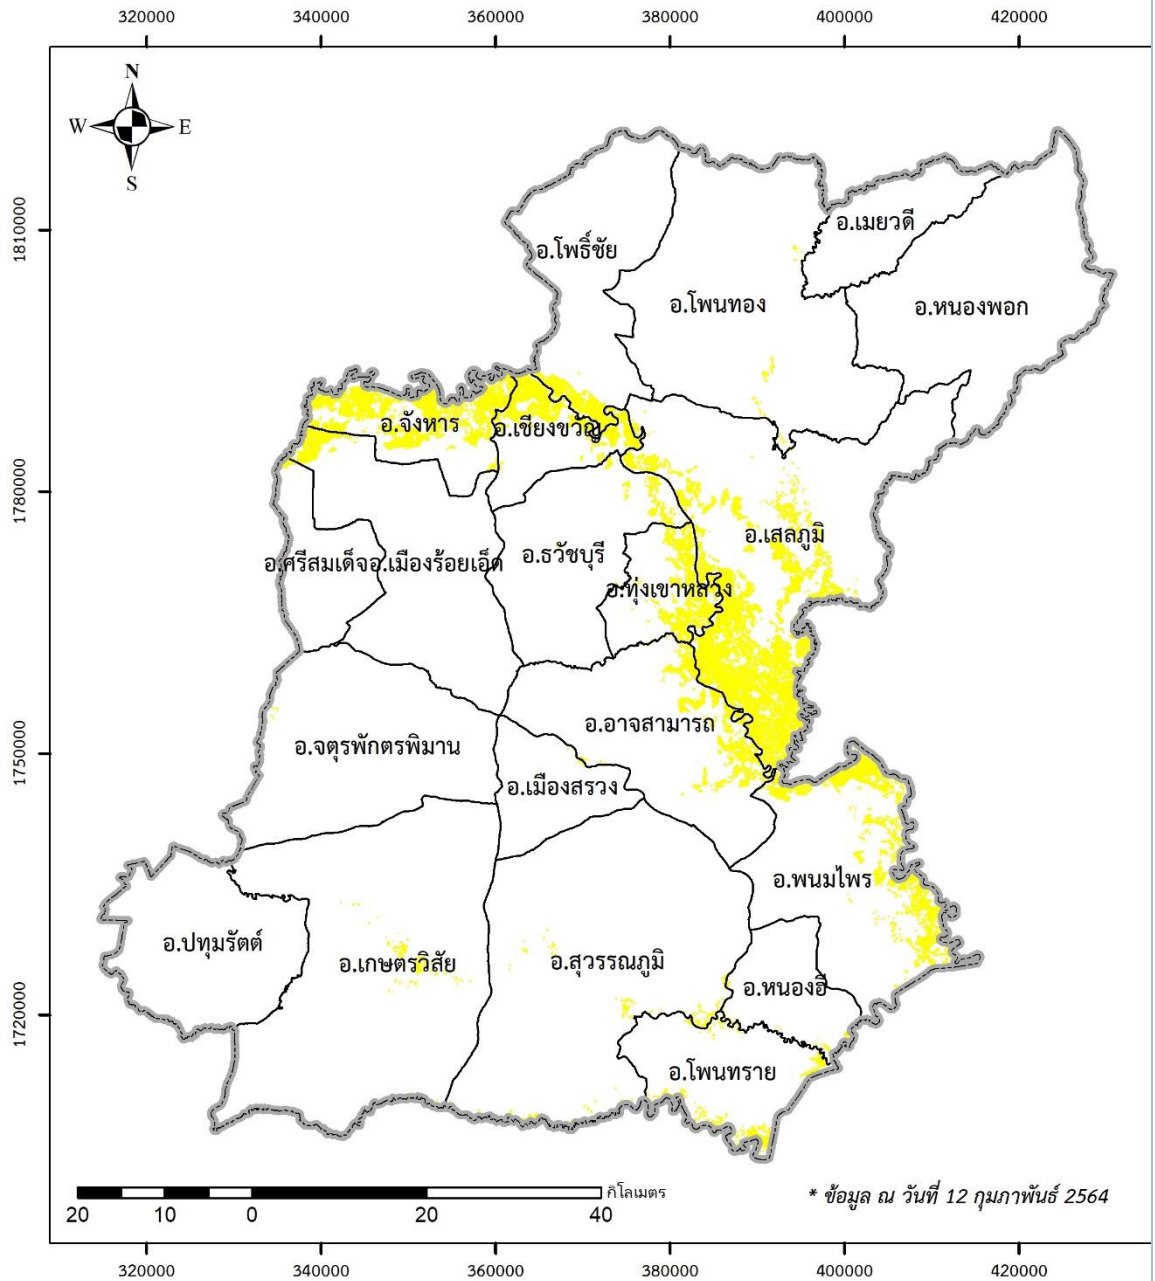 320000 340000 360000 380000 400000 420000
N
W E
S
1810000
อ.เมยวดี
อ.โพธิ์ชัย
อ.โพนทอง
อ.หนองพอก
อ.จังหาร
อ.เชียงขวัญ
1780000
อ.เสลภูมิ
อ.ธวัชบุรี
อ.ศรีสมเด็จ
อ.เมืองร้อยเอ็ด
อ.ทุ่งเขาหลวง
อ.อาจสามารถ
1750000
อ.จตุรพักตรพิมาน
อ.เมืองสรวง
อ.พนมไพร
อ.ปทุมรัตต์
อ.เกษตรวิสัย
อ.สุวรรณภูมิ
อ.หนองฮี
1720000
อ.โพนทราย
กิโลเมตร
20 10 0 20 40
* ข้อมูล ณ วันที่ 12 กุมภาพันธ์ 2564
320000 340000 360000 380000 400000 420000